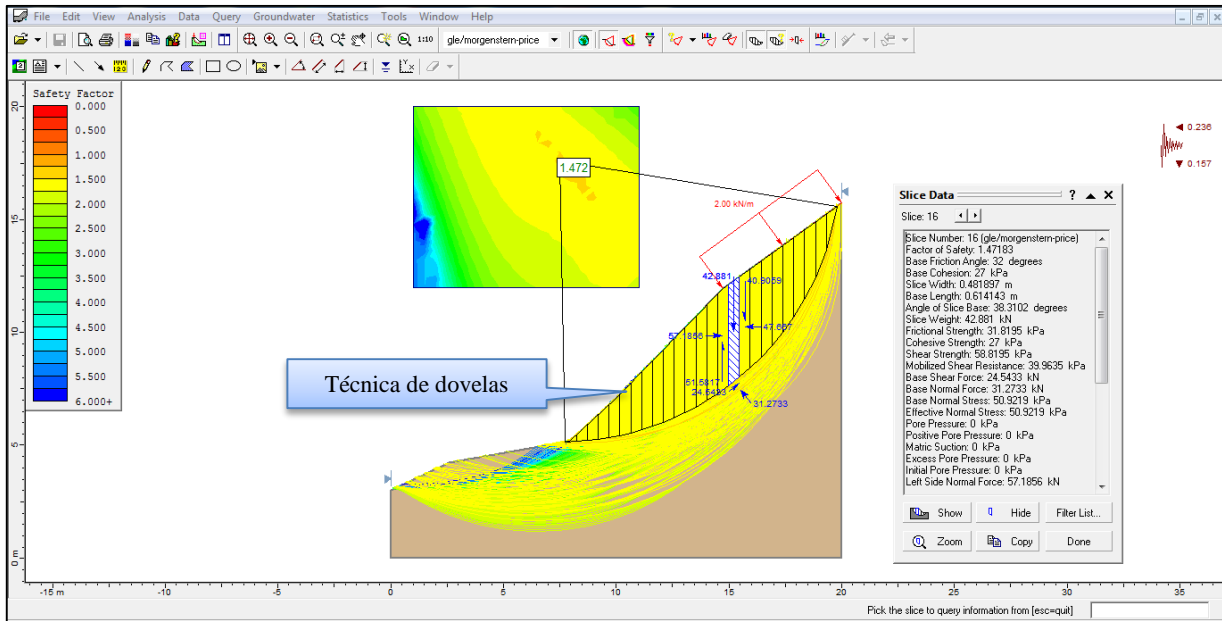 File Edit View Analysis Data Query Groundwater Statistics Tools Window Help
1:10 gle/morgenstern-price
Safety Factor
0.000
0.500
1.000
1.500
2.000
2.500
3.000
3.500
4.000
4.500
5.000
5.500
6.000+
20
15
10
5
0 m
1.472
2.00 kN/m
42.881
40.9059
47.667
57.1856
51.5817
24.5433
31.2733
Técnica de dovelas
0.236
0.157
Slice Data ?
Slice: 16
Slice Number: 16 (gle/morgenstern-price)
Factor of Safety: 1.47183
Base Friction Angle: 32 degrees
Base Cohesion: 27 kPa
Slice Width: 0.481897 m
Base Length: 0.614143 m
Angle of Slice Base: 38.3102 degrees
Slice Weight: 42.881 kN
Frictional Strength: 31.8195 kPa
Cohesive Strength: 27 kPa
Shear Strength: 58.8195 kPa
Mobilized Shear Resistance: 39.9635 kPa
Base Shear Force: 24.5433 kN
Base Normal Force: 31.2733 kN
Base Normal Stress: 50.9219 kPa
Effective Normal Stress: 50.9219 kPa
Pore Pressure: 0 kPa
Positive Pore Pressure: 0 kPa
Matric Suction: 0 kPa
Excess Pore Pressure: 0 kPa
Initial Pore Pressure: 0 kPa
Left Side Normal Force: 57.1856 kN
Show Hide Filter List...
Zoom Copy Done
-15 m -10 -5 0 5 10 15 20 25 30 35
Pick the slice to query information from [esc=quit]